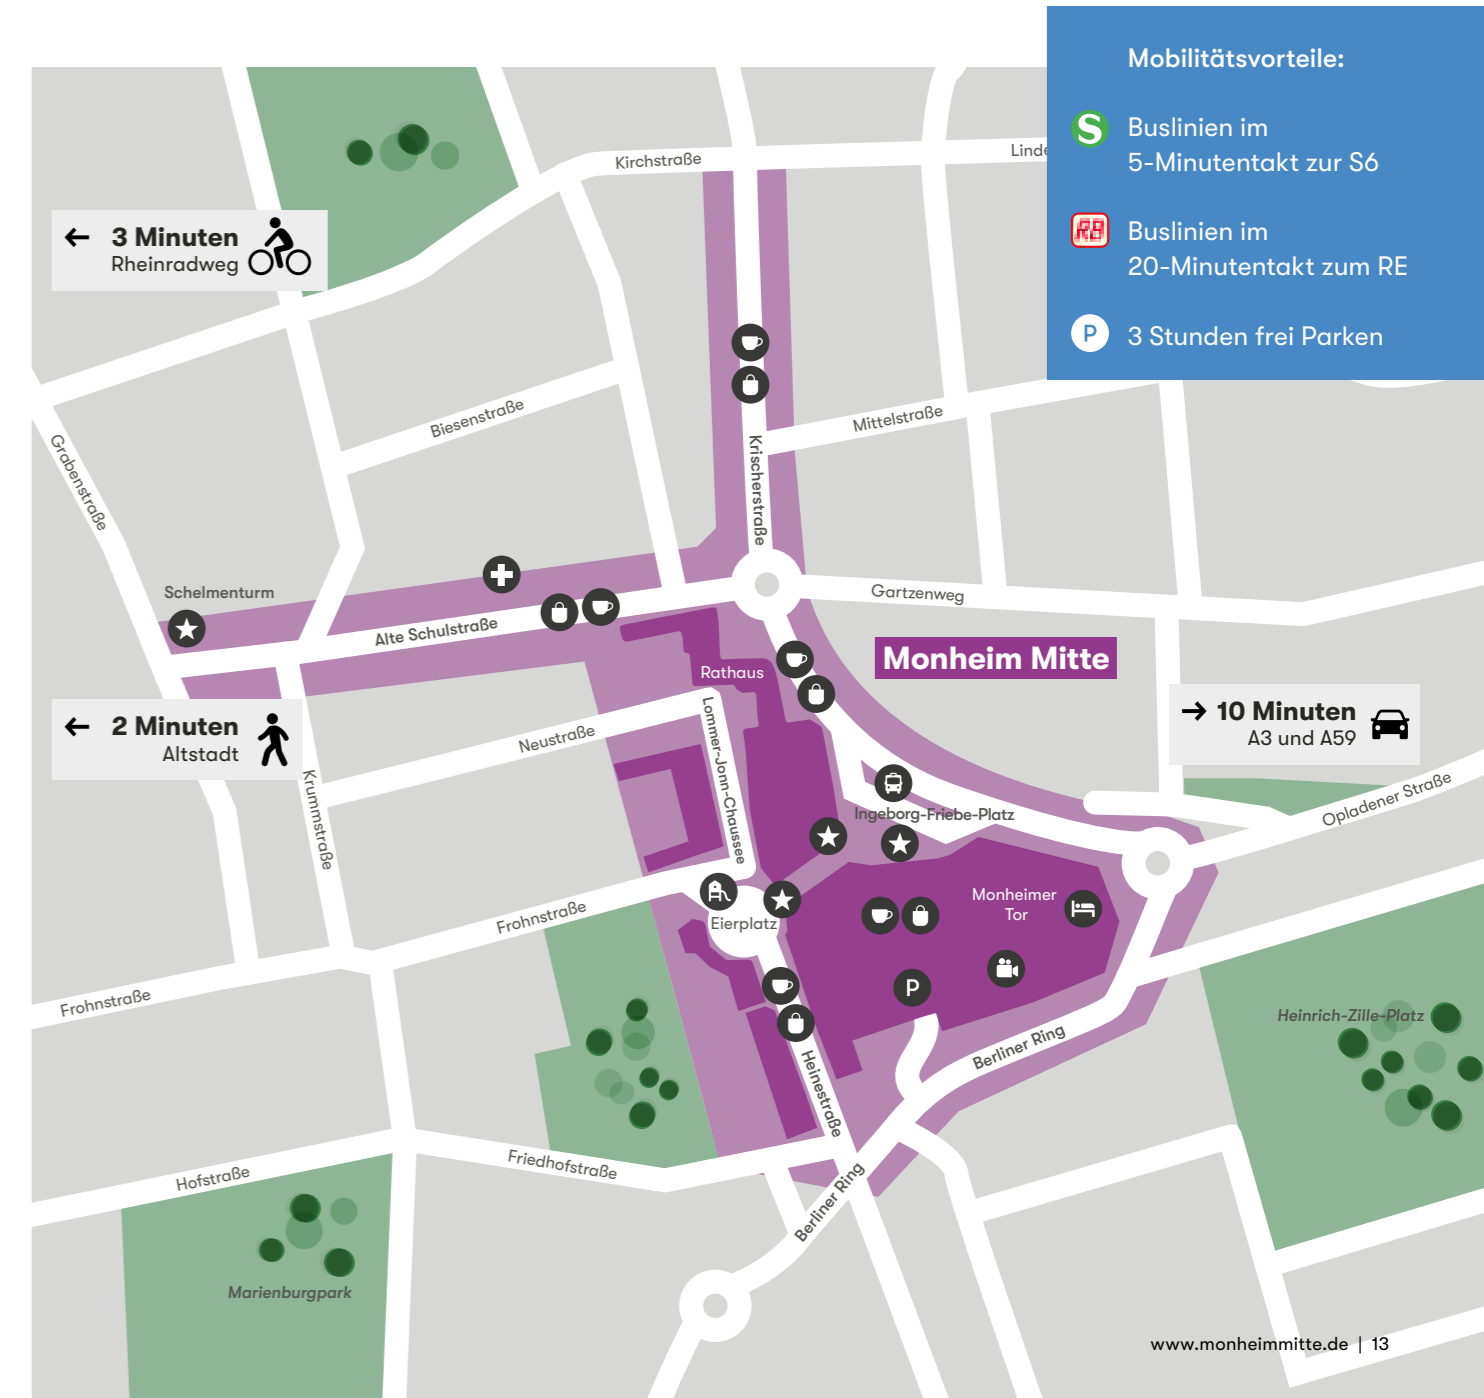 Mobilitätsvorteile:
S
Buslinien im
5-Minutentakt zur S6
Buslinien im
20-Minutentakt zum RE
P
3 Stunden frei Parken
Kirchstraße
Linde
← 3 Minuten
Rheinradweg
Biesenstraße
Mittelstraße
Grabenstraße
Krischerstraße
Schelmenturm
Gartzenweg
Alte Schulstraße
Monheim Mitte
Rathaus
← 2 Minuten
Altstadt
→ 10 Minuten
A3 und A59
Neustraße
Lommer-Jonn-Chaussee
Krummstraße
Ingeborg-Friebe-Platz
Opladener Straße
Monheimer
Tor
Frohnstraße
Eierplatz
P
Frohnstraße
Heinrich-Zille-Platz
Berliner Ring
Heinestraße
Friedhofstraße
Hofstraße
Berliner Ring
Marienburgpark
www.monheimmitte.de | 13